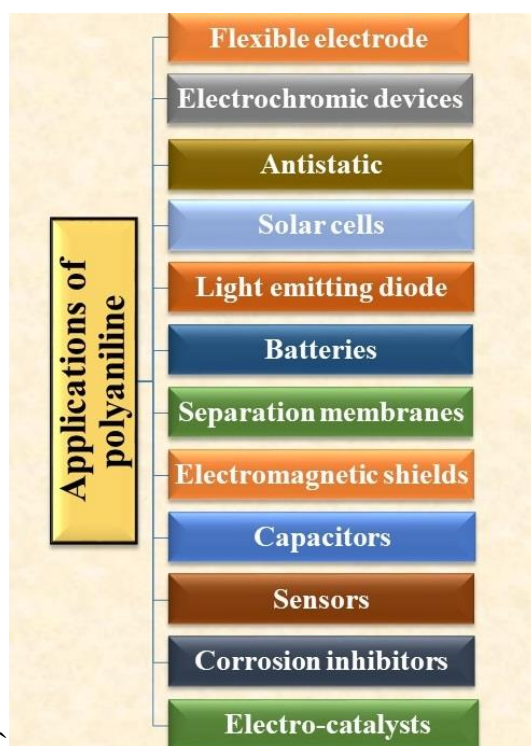 Applications of
polyaniline
Flexible electrode
Electrochromic devices
Antistatic
Solar cells
Light emitting diode
Batteries
Separation membranes
Electromagnetic shields
Capacitors
Sensors
Corrosion inhibitors
Electro-catalysts